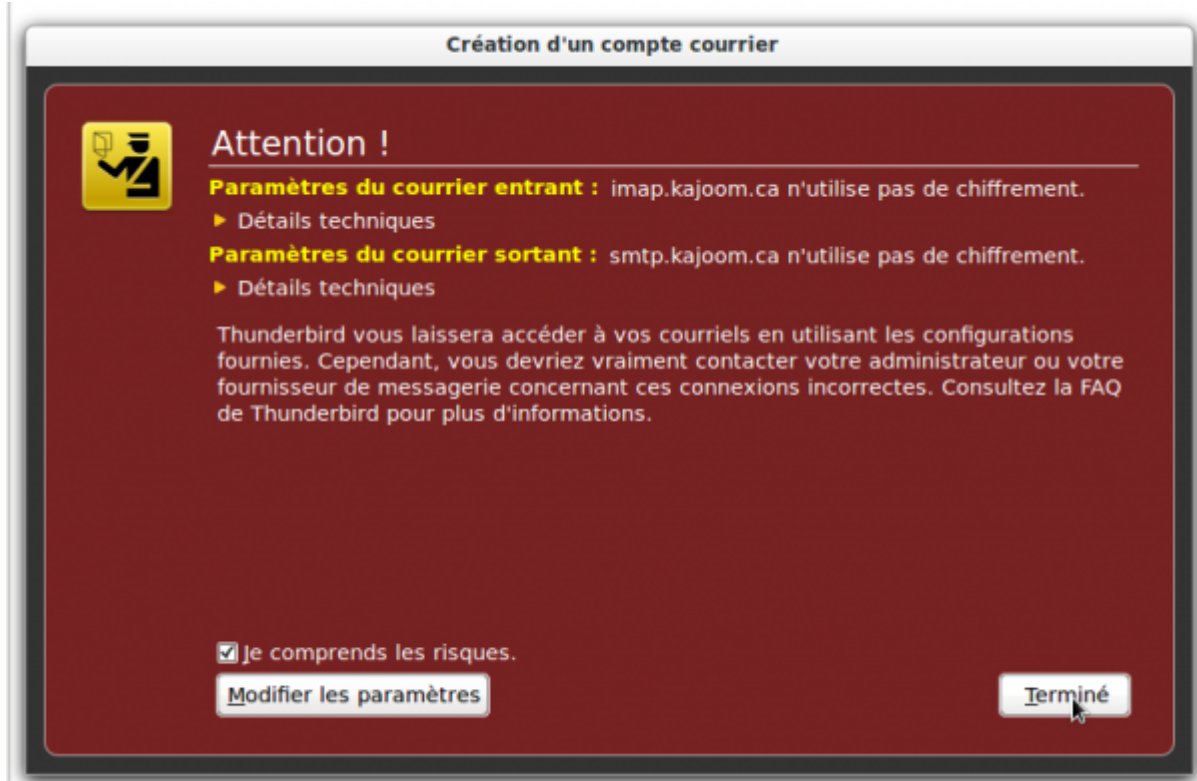 Création d'un compte courrier
Attention !
Paramètres du courrier entrant : imap.kajoom.ca n'utilise pas de chiffrement.
Détails techniques
Paramètres du courrier sortant : smtp.kajoom.ca n'utilise pas de chiffrement.
Détails techniques
Thunderbird vous laissera accéder à vos courriels en utilisant les configurations
fournies. Cependant, vous devriez vraiment contacter votre administrateur ou votre
fournisseur de messagerie concernant ces connexions incorrectes. Consultez la FAQ
de Thunderbird pour plus d'informations.
Je comprends les risques.
Modifier les paramètres
Terminé